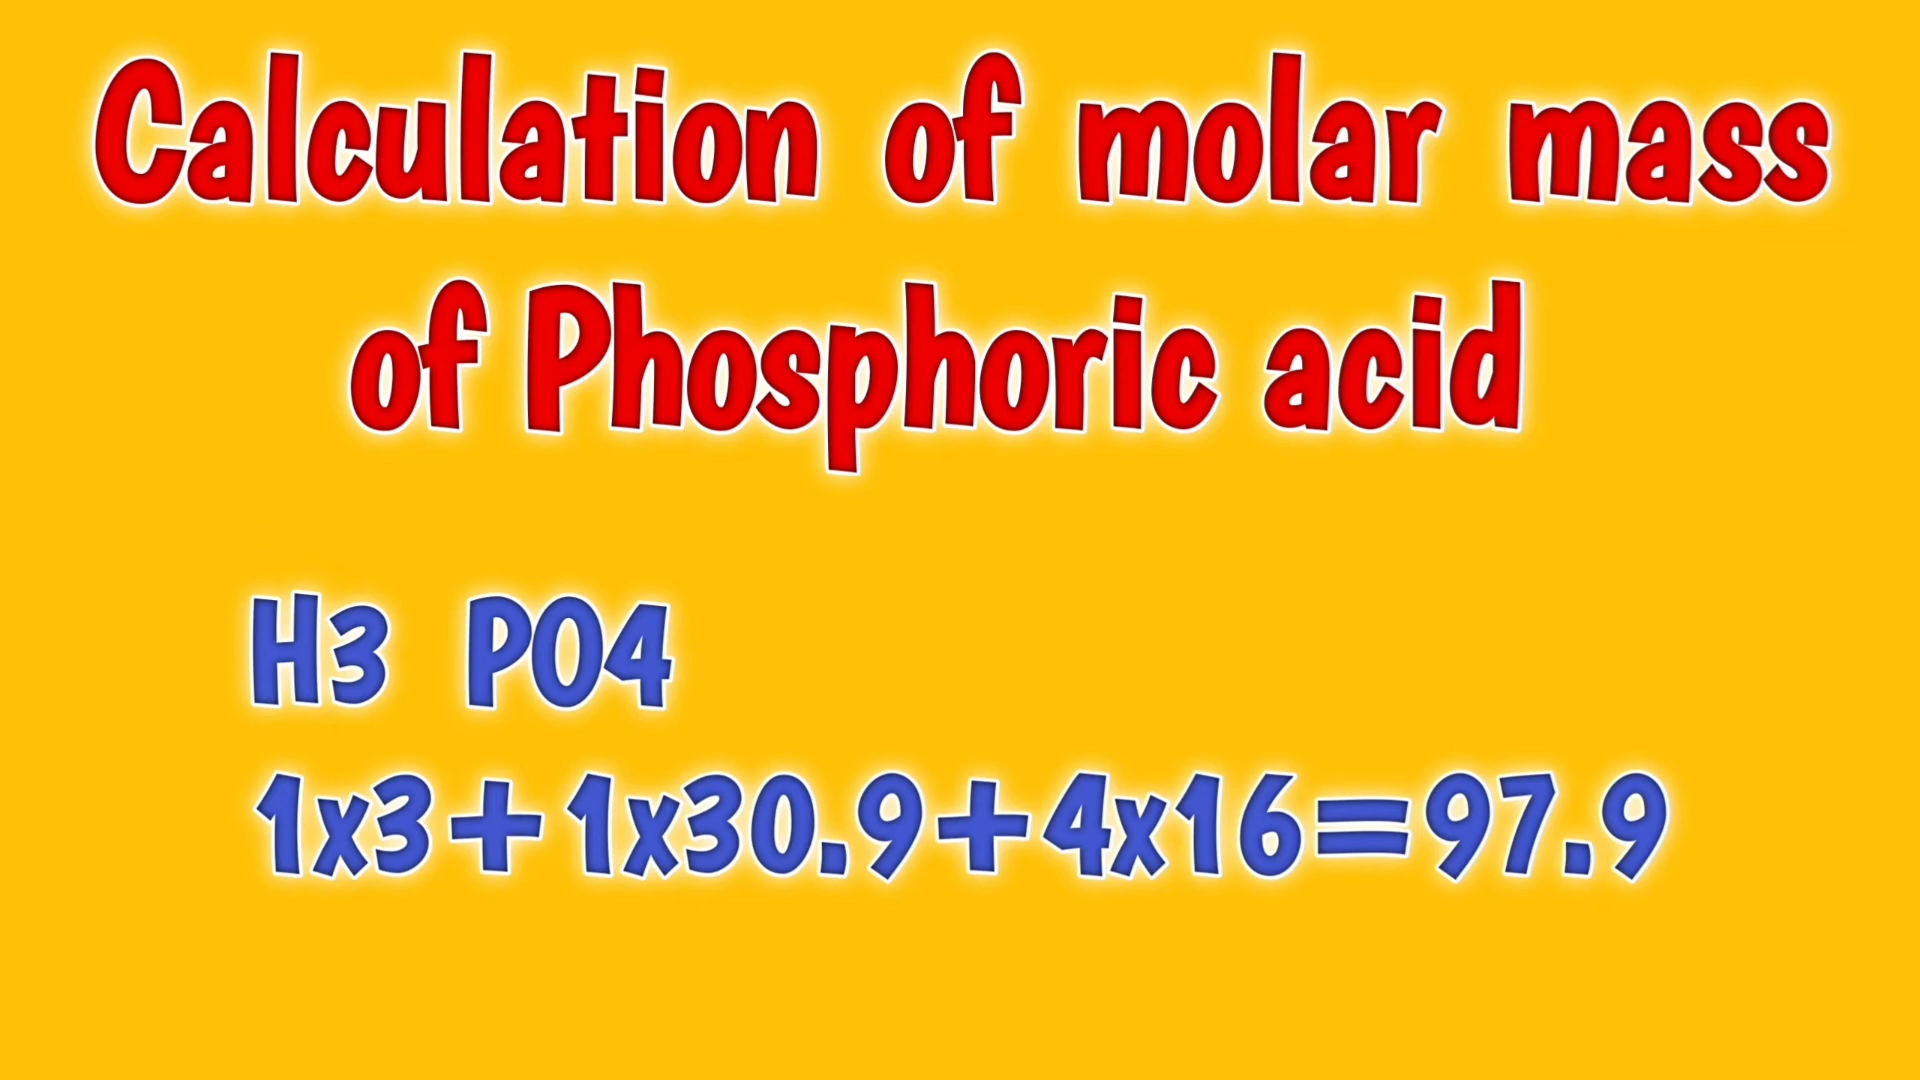 Calculation of molar mass
of Phosphoric acid
H3 PO4
1x3+1x30.9+4x16=97.9